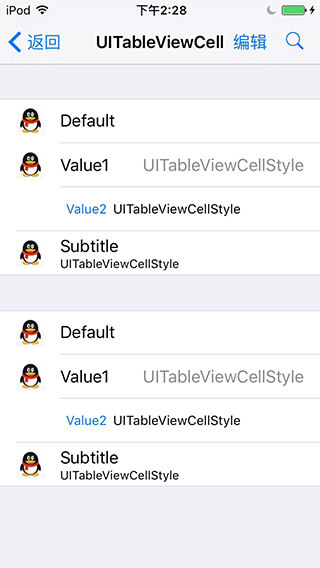 iPod 下午2:28
返回 UITableViewCell 编辑
Default
Value1 UITableViewCellStyle
Value2 UITableViewCellStyle
Subtitle
UITableViewCellStyle
Default
Value1 UITableViewCellStyle
Value2 UITableViewCellStyle
Subtitle
UITableViewCellStyle